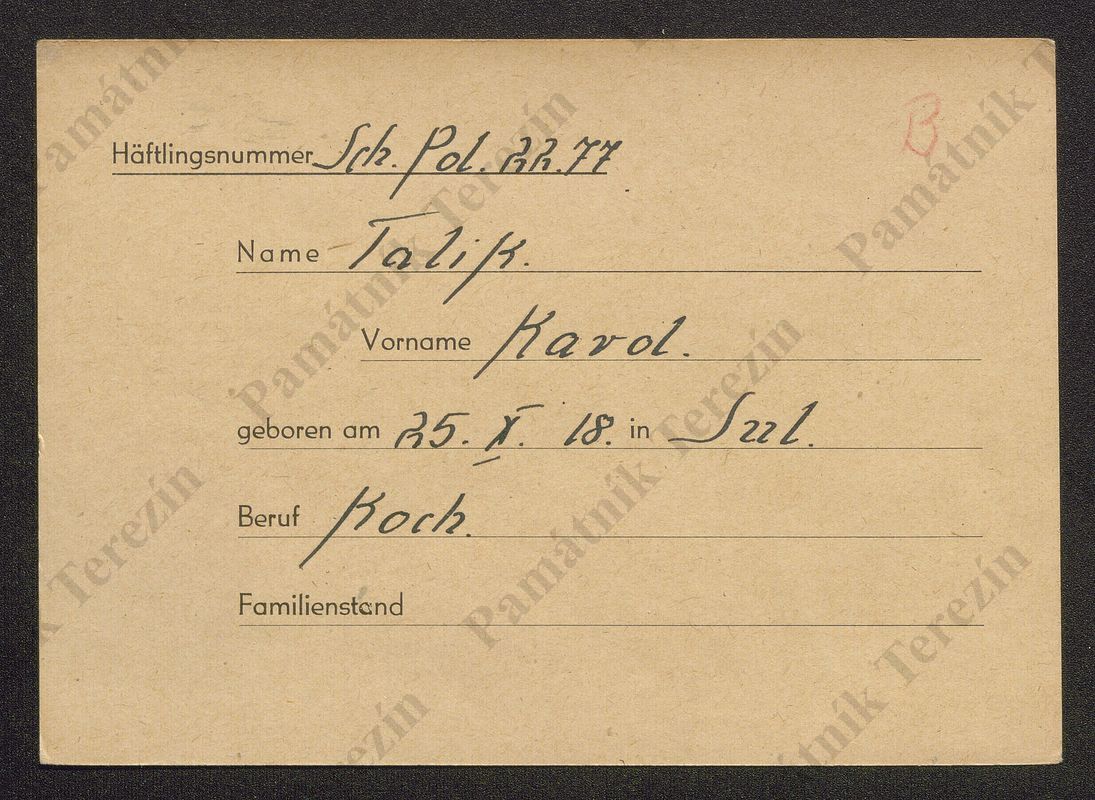 B
Häftlingsnummer Sch. Pol. 22.77
Name Talik.
Vorname Karol.
geboren am 25. X. 18. in Sul.
Beruf Koch.
Familienstand
Památník Terezín